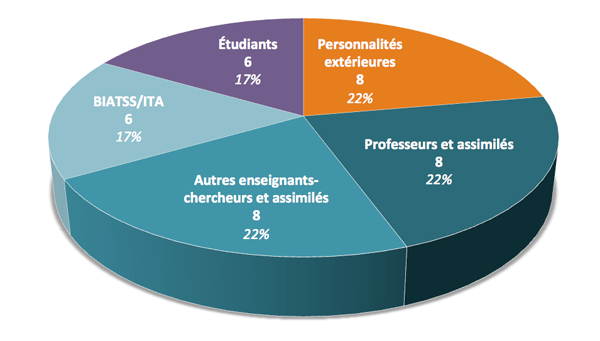 Étudiants
6
17%
Personnalités
extérieures
8
22%
BIATSS/ITA
6
17%
Professeurs et assimilés
8
22%
Autres enseignants-
chercheurs et assimilés
8
22%